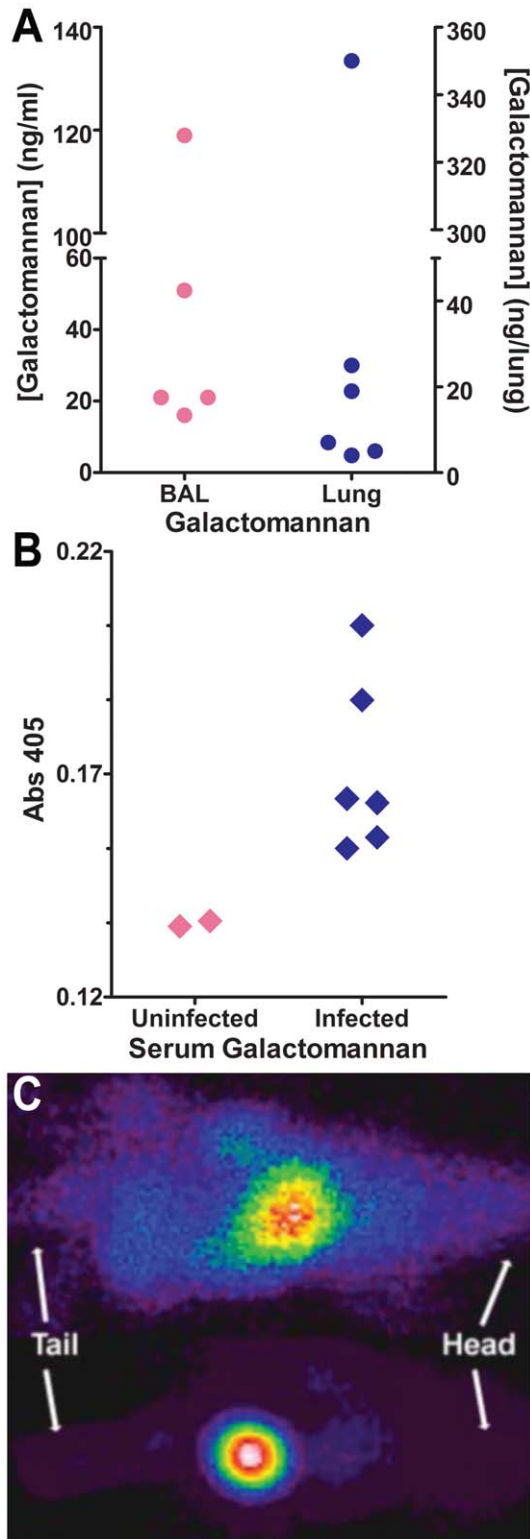 A
[Galactomannan] (ng/ml)
140
120
100
60
40
20
0
360
340
320
300
40
20
0
[Galactomannan] (ng/lung)
BAL
Lung
Galactomannan
B
Abs 405
0.22
0.17
0.12
Uninfected
Infected
Serum Galactomannan
C
Tail
Head